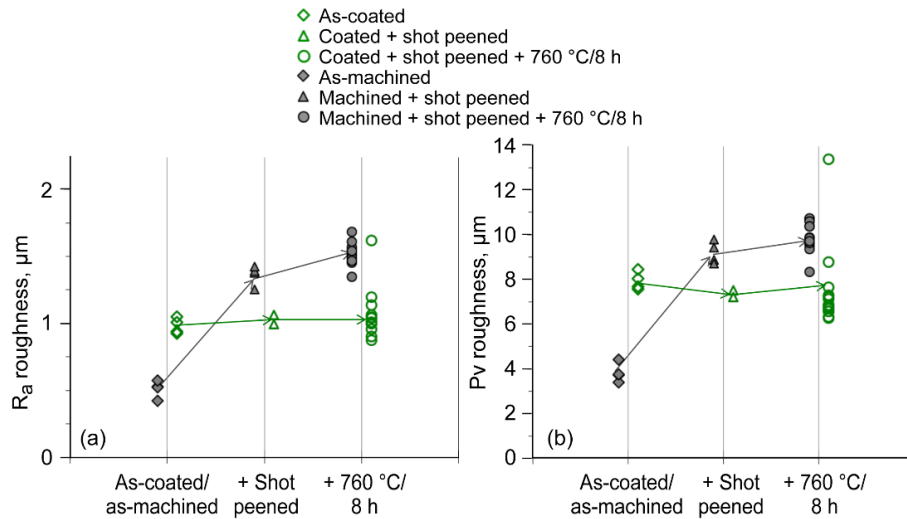 As-coated
Coated + shot peened
Coated + shot peened + 760 °C/8 h
As-machined
Machined + shot peened
Machined + shot peened + 760 °C/8 h
Ra roughness, µm
2
1
0
(a)
As-coated/
as-machined
+ Shot
peened
+ 760 °C/
8 h
Pv roughness, µm
14
12
10
8
6
4
2
0
(b)
As-coated/
as-machined
+ Shot
peened
+ 760 °C/
8 h